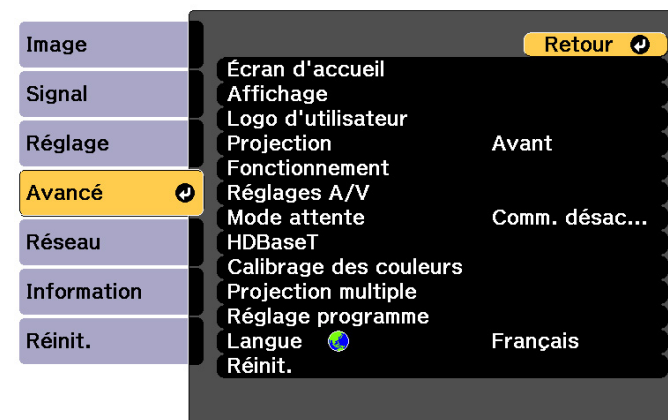 Image
Signal
Réglage
Avancé
Réseau
Information
Réinit.
Retour
Écran d'accueil
Affichage
Logo d'utilisateur
Projection Avant
Fonctionnement
Réglages A/V
Mode attente Comm. désac...
HDBaseT
Calibrage des couleurs
Projection multiple
Réglage programme
Langue Français
Réinit.